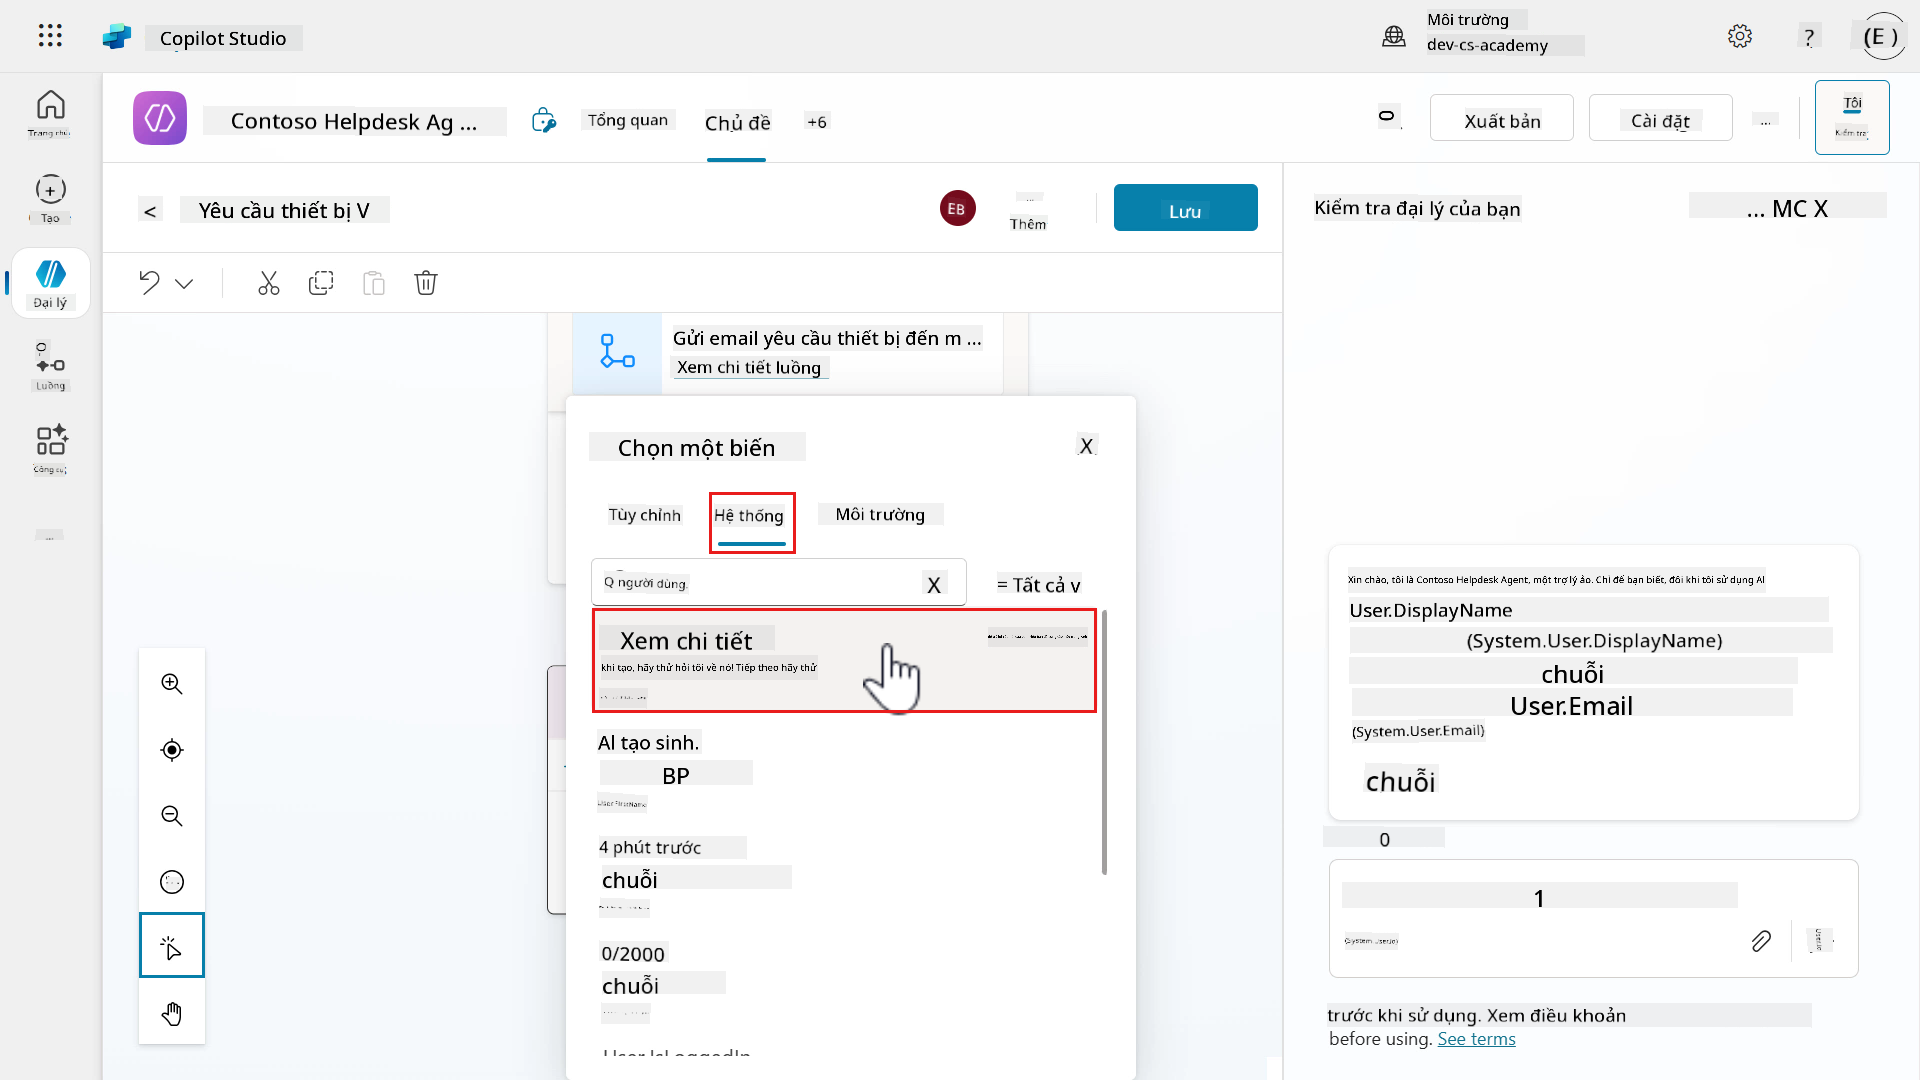 Copilot Studio
Môi trường
dev-cs-academy
?
(E )
Trang chủ
Contoso Helpdesk Ag ...
Tổng quan
Chủ đề
+6
Xuất bản
Cài đặt
...
Tôi
Kiểm tra
Tạo
<
Yêu cầu thiết bị V
EB
...
Thêm
Lưu
Kiểm tra đại lý của bạn
... MC X
Đại lý
Luồng
...
Gửi email yêu cầu thiết bị đến m ...
Xem chi tiết luồng
Chọn một biến
X
Tùy chỉnh
Hệ thống
Môi trường
Q người dùng.
X
= Tất cả v
Xem chi tiết
khi tạo, hãy thử hỏi tôi về nó! Tiếp theo hãy thử
AI tạo sinh.
BP
User.FirstName
4 phút trước
chuỗi
0/2000
chuỗi
User.IsLoggedIn
Xin chào, tôi là Contoso Helpdesk Agent, một trợ lý ảo. Chỉ để bạn biết, đôi khi tôi sử dụng AI
User.DisplayName
(System.User.DisplayName)
chuỗi
User.Email
(System.User.Email)
chuỗi
0
1
(System.User.Id)
trước khi sử dụng. Xem điều khoản
before using. See terms